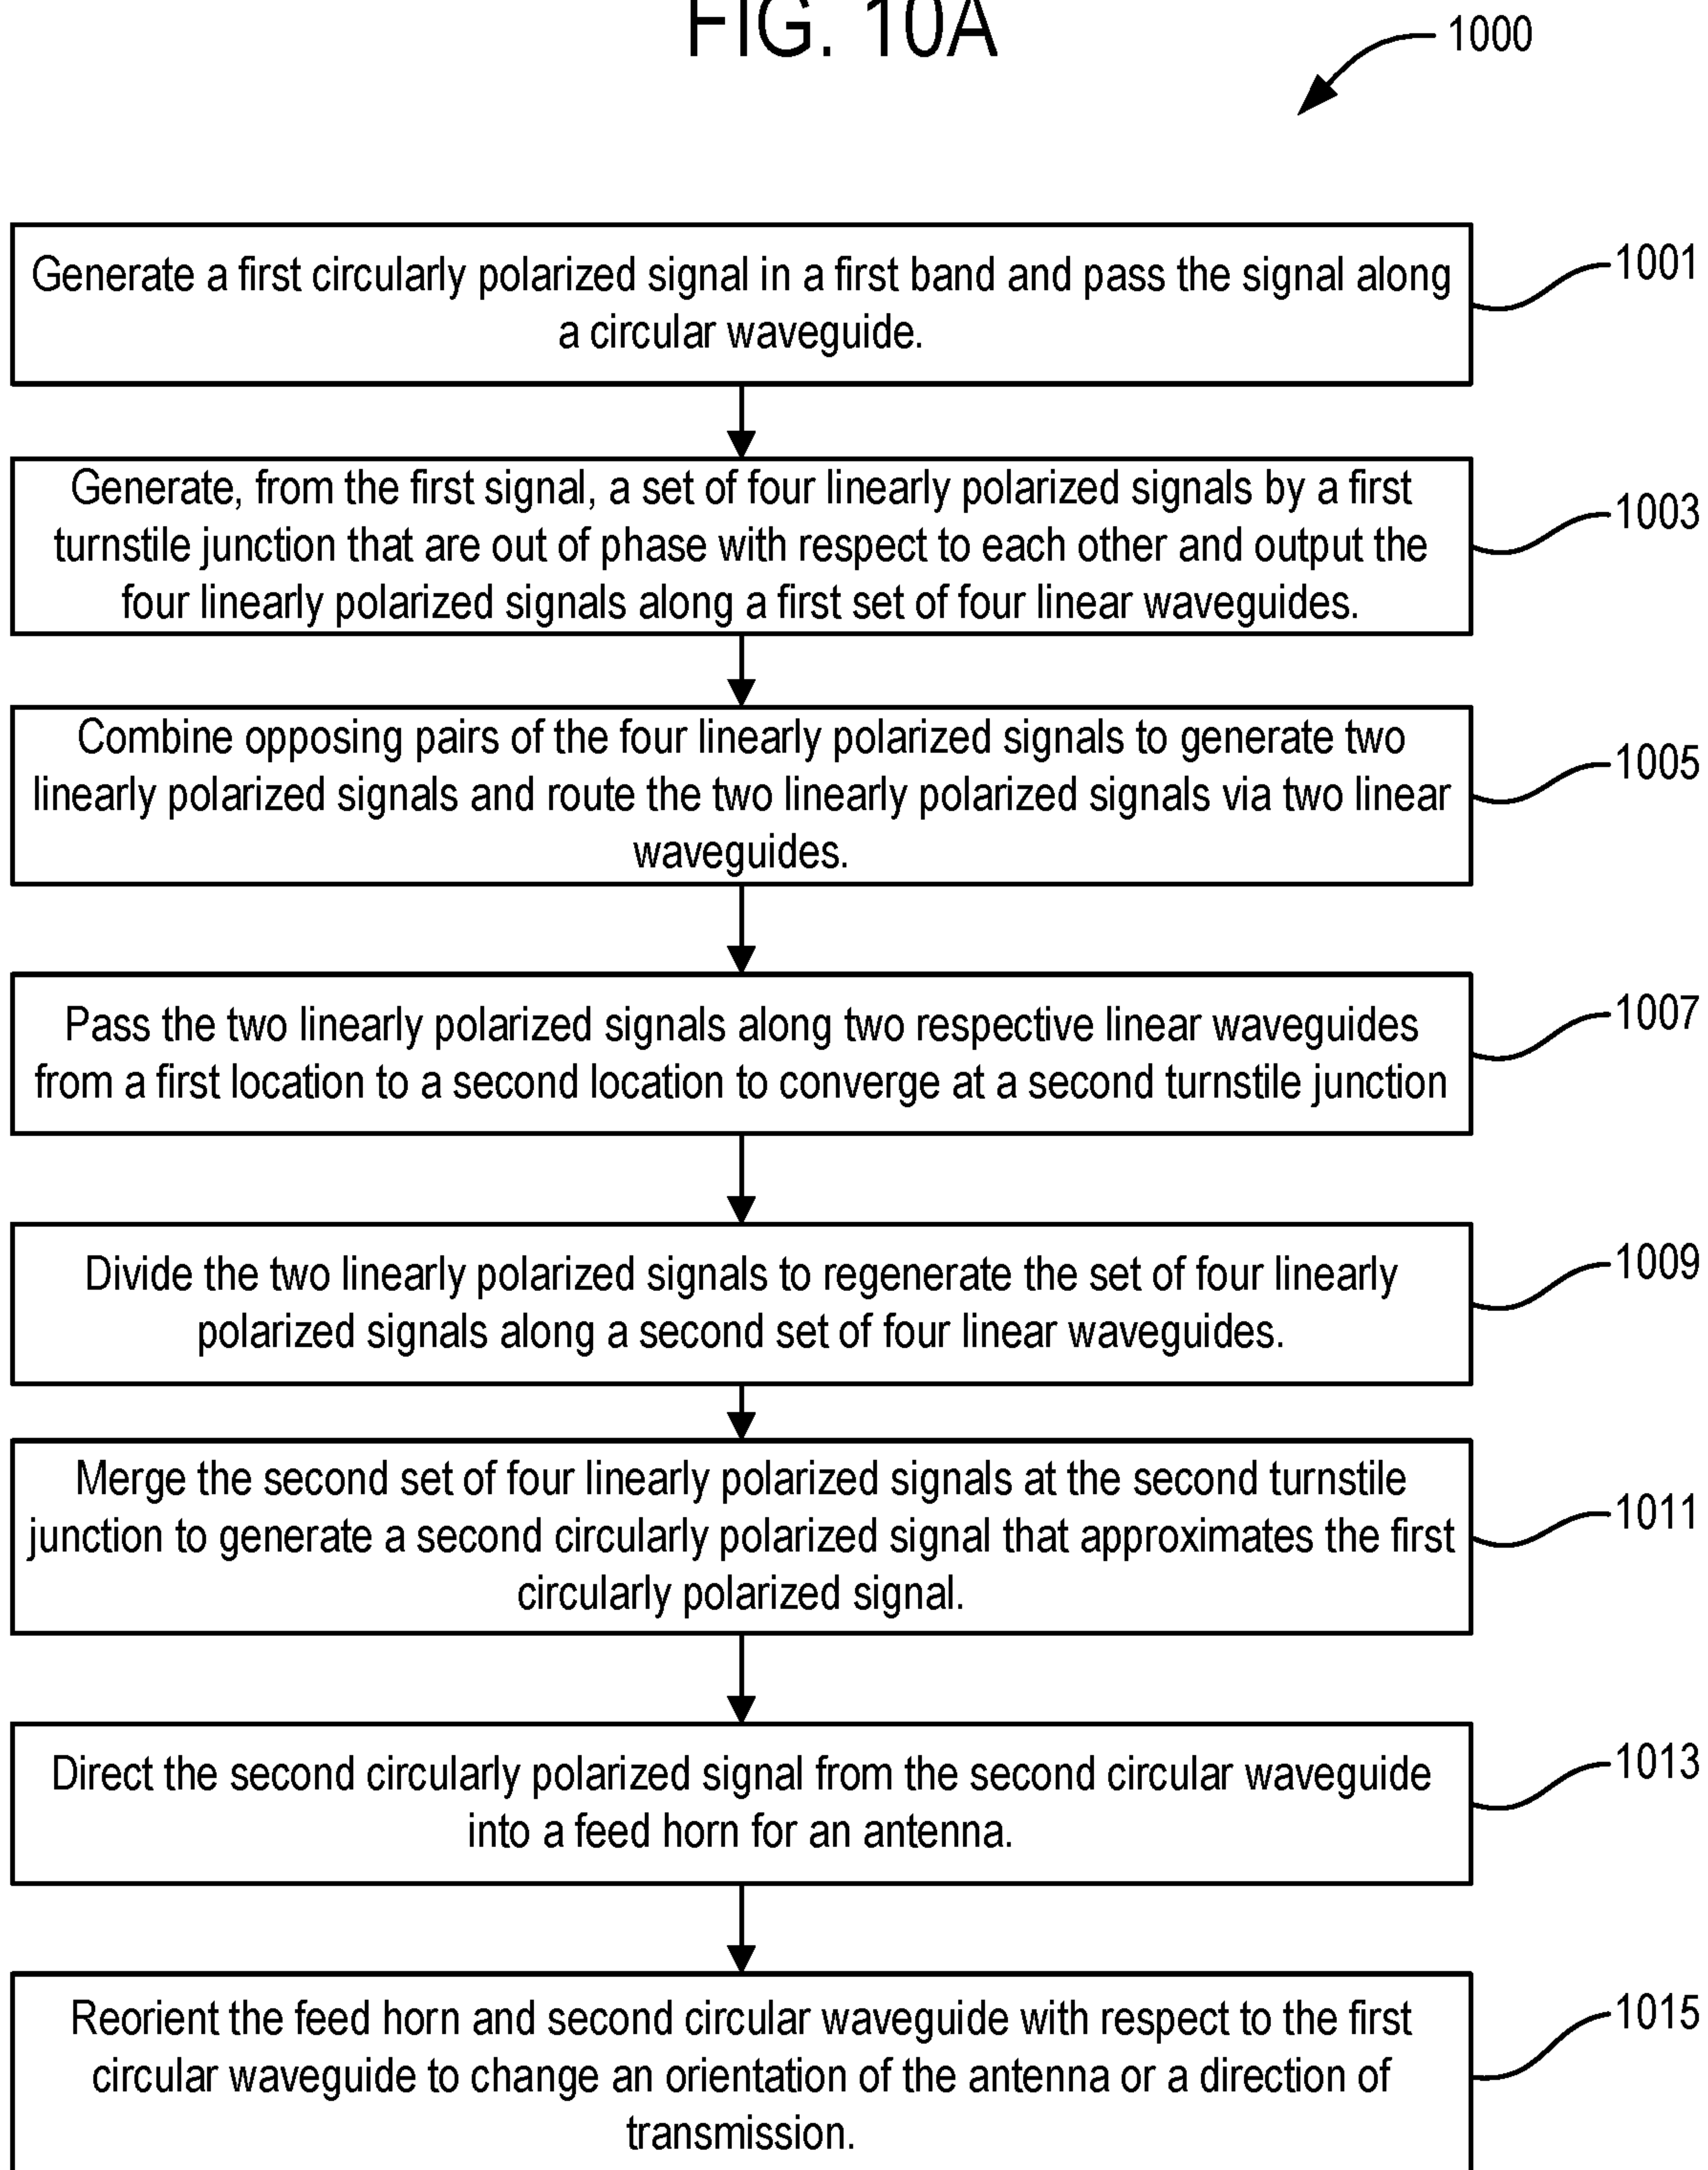 FIG. 10A
1000
Generate a first circularly polarized signal in a first band and pass the signal along
a circular waveguide.
1001
Generate, from the first signal, a set of four linearly polarized signals by a first
turnstile junction that are out of phase with respect to each other and output the
four linearly polarized signals along a first set of four linear waveguides.
1003
Combine opposing pairs of the four linearly polarized signals to generate two
linearly polarized signals and route the two linearly polarized signals via two linear
waveguides.
1005
Pass the two linearly polarized signals along two respective linear waveguides
from a first location to a second location to converge at a second turnstile junction
1007
Divide the two linearly polarized signals to regenerate the set of four linearly
polarized signals along a second set of four linear waveguides.
1009
Merge the second set of four linearly polarized signals at the second turnstile
junction to generate a second circularly polarized signal that approximates the first
circularly polarized signal.
1011
Direct the second circularly polarized signal from the second circular waveguide
into a feed horn for an antenna.
1013
Reorient the feed horn and second circular waveguide with respect to the first
circular waveguide to change an orientation of the antenna or a direction of
transmission.
1015